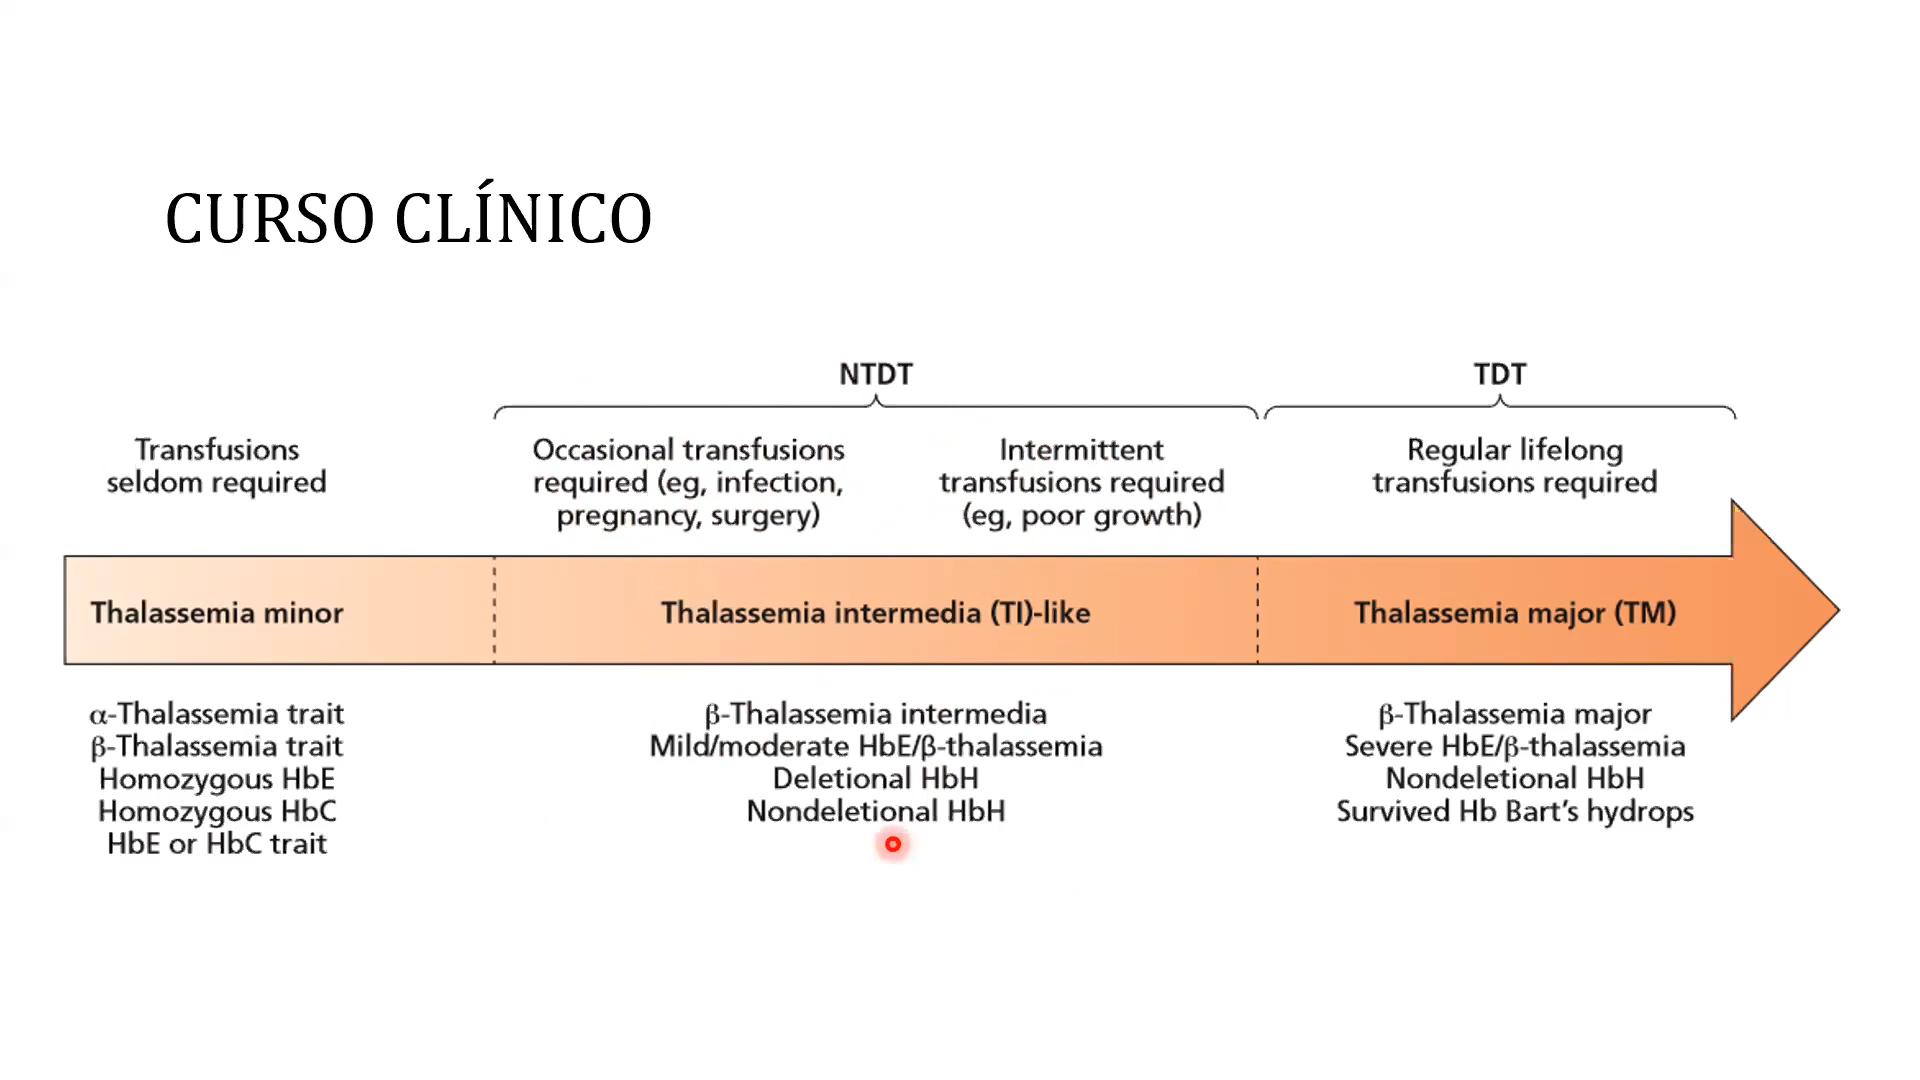 CURSO CLÍNICO
NTDT
TDT
Transfusions
seldom required
Occasional transfusions
required (eg, infection,
pregnancy, surgery)
Intermittent
transfusions required
(eg, poor growth)
Regular lifelong
transfusions required
Thalassemia minor
Thalassemia intermedia (TI)-like
Thalassemia major (TM)
α-Thalassemia trait
β-Thalassemia trait
Homozygous HbE
Homozygous HbC
HbE or HbC trait
β-Thalassemia intermedia
Mild/moderate HbE/β-thalassemia
Deletional HbH
Nondeletional HbH
β-Thalassemia major
Severe HbE/β-thalassemia
Nondeletional HbH
Survived Hb Bart’s hydrops